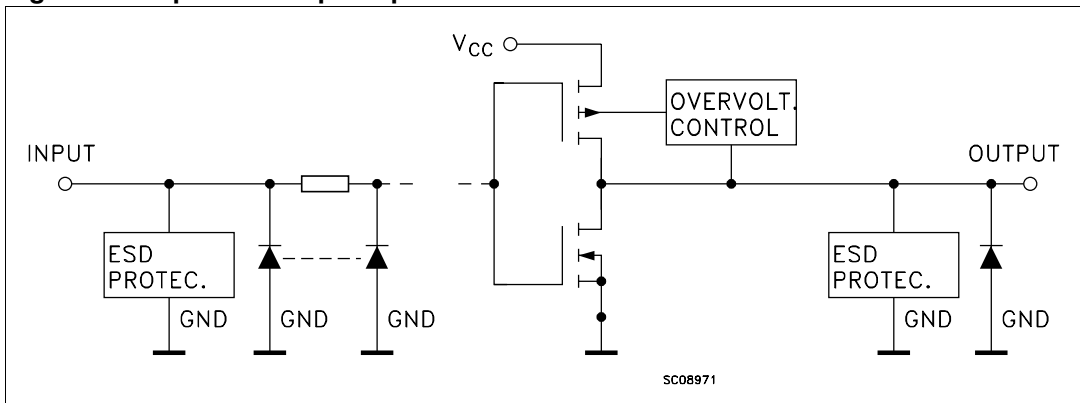 VCC
OVERVOLT.
CONTROL
INPUT
OUTPUT
ESD
PROTEC.
GND
GND
GND
ESD
PROTEC.
GND
GND
SC08971